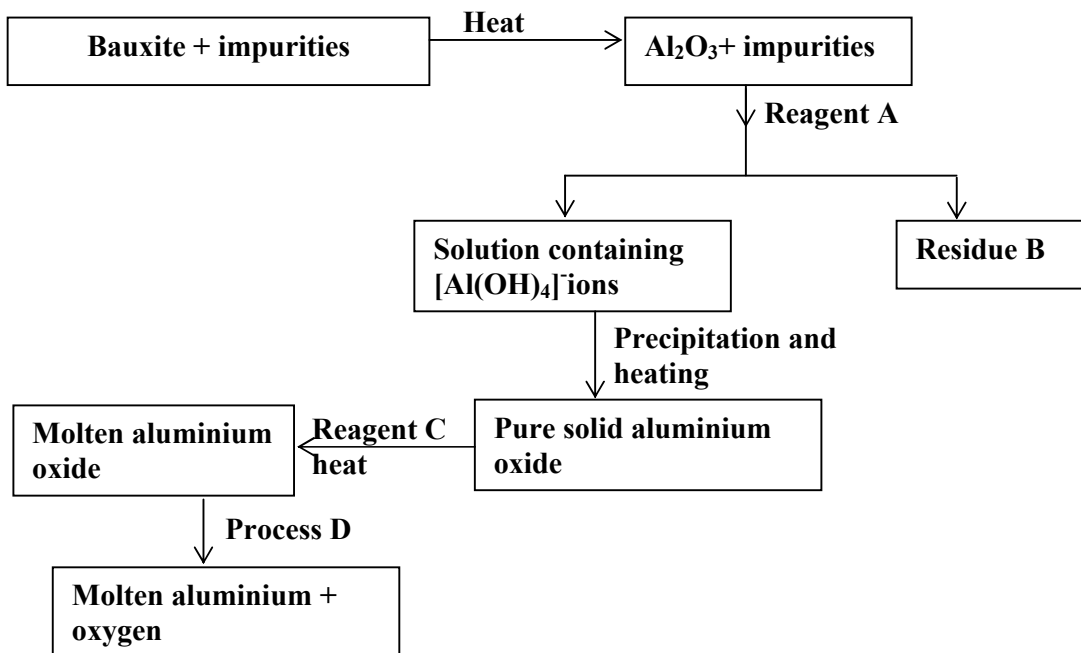 Heat
Bauxite + impurities
Al₂O₃+ impurities
Reagent A
Solution containing
[Al(OH)₄]⁻ions
Residue B
Precipitation and
heating
Molten aluminium
oxide
Reagent C
heat
Pure solid aluminium
oxide
Process D
Molten aluminium +
oxygen